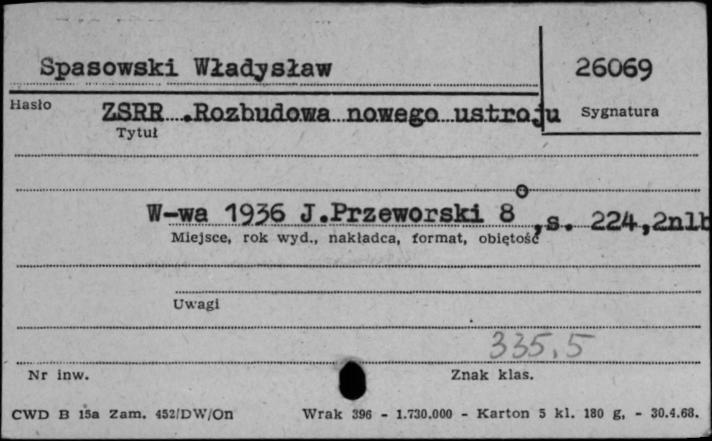 Spasowski Władysław
26069
Hasło
ZSRR .Rozbudowa nowego ustroju
Sygnatura
Tytuł
W-wa 1936 J.Przeworski 8°,s. 224,2nlb
Miejsce, rok wyd., nakładca, format, objętość
Uwagi
335.5
Nr inw.
Znak klas.
CWD B 15a Zam. 452/DW/On Wrak 396 - 1.730.000 - Karton 5 kl. 180 g, - 30.4.68.